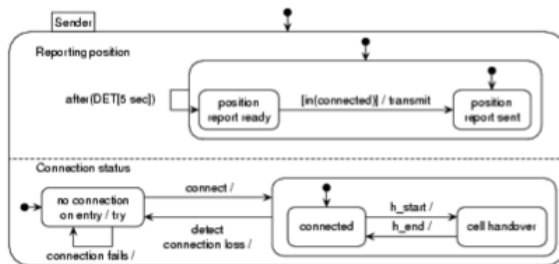 Sender
Reporting position
after(DET[5 sec])
position
report ready
[in(connected)] / transmit
position
report sent
Connection status
no connection
on entry / try
connection fails /
connect /
detect
connection loss /
connected
h_start /
h_end /
cell handover